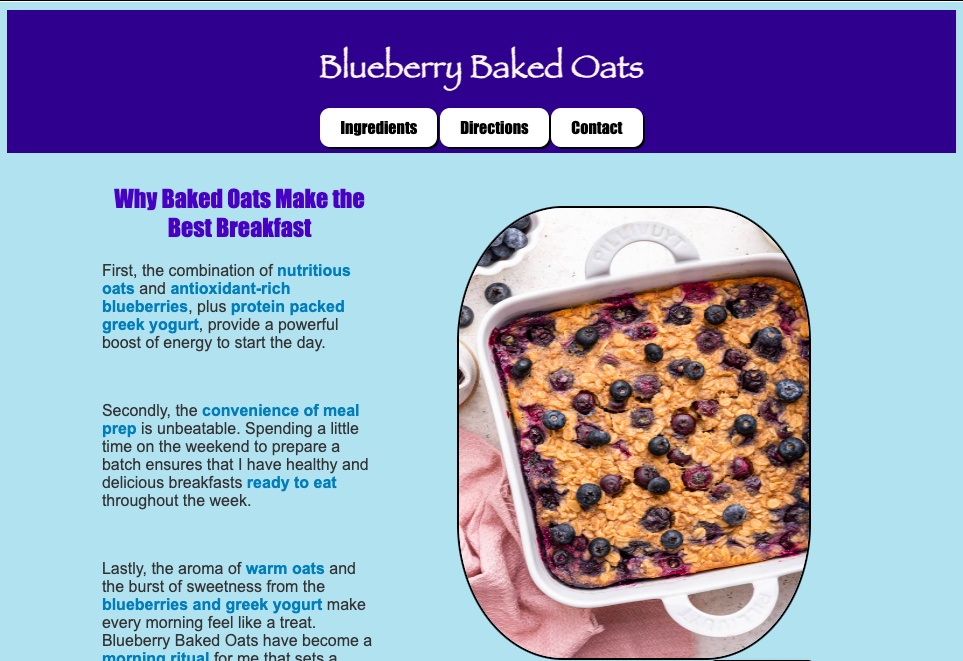 Blueberry Baked Oats
Ingredients
Directions
Contact
Why Baked Oats Make the
Best Breakfast
First, the combination of nutritious
oats and antioxidant-rich
blueberries, plus protein packed
greek yogurt, provide a powerful
boost of energy to start the day.
Secondly, the convenience of meal
prep is unbeatable. Spending a little
time on the weekend to prepare a
batch ensures that I have healthy and
delicious breakfasts ready to eat
throughout the week.
Lastly, the aroma of warm oats and
the burst of sweetness from the
blueberries and greek yogurt make
every morning feel like a treat.
Blueberry Baked Oats have become a
morning ritual for me that sets a
PILLIVUYT
PILLIVUYT